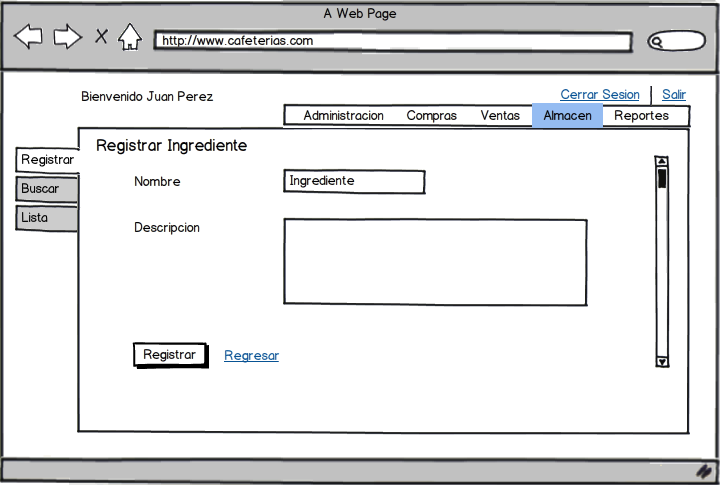 A Web Page
http://www.cafeterias.com
Bienvenido Juan Perez
Cerrar Sesion Salir
Administracion Compras Ventas Almacen Reportes
Registrar
Buscar
Lista
Registrar Ingrediente
Nombre Ingrediente
Descripcion
Registrar Regresar